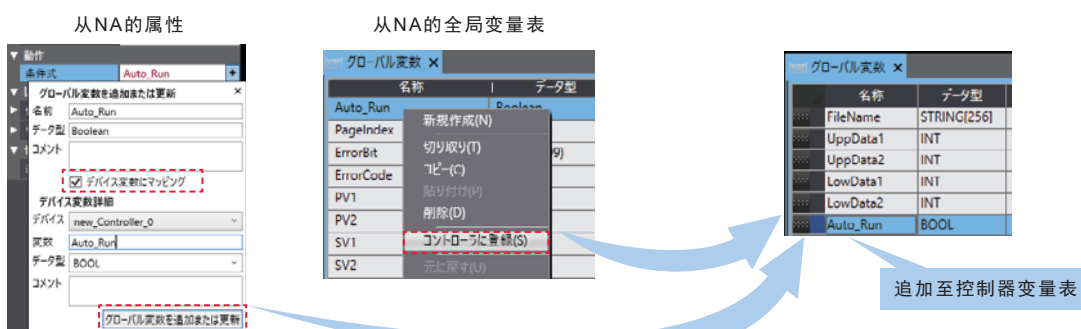 从NA的属性
从NA的全局变量表
動作
条件式 Auto_Run +
グローバル変数を追加または更新 ×
名前 Auto_Run
データ型 Boolean
コメント
デバイス変数にマッピング
デバイス変数詳細
デバイス new_Controller_0
変数 Auto_Run
データ型 BOOL
コメント
グローバル変数を追加または更新
グローバル変数 ×
名称 データ型
Auto_Run Boolean
PageIndex
ErrorBit 9)
ErrorCode
PV1
PV2
SV1
SV2
新規作成(N)
切り取り(T)
コピー(C)
貼り付け(P)
削除(D)
コントローラに登録(S)
元に戻す(U)
グローバル変数 ×
名称 データ型
FileName STRING[256]
UppData1 INT
UppData2 INT
LowData1 INT
LowData2 INT
Auto_Run BOOL
追加至控制器变量表